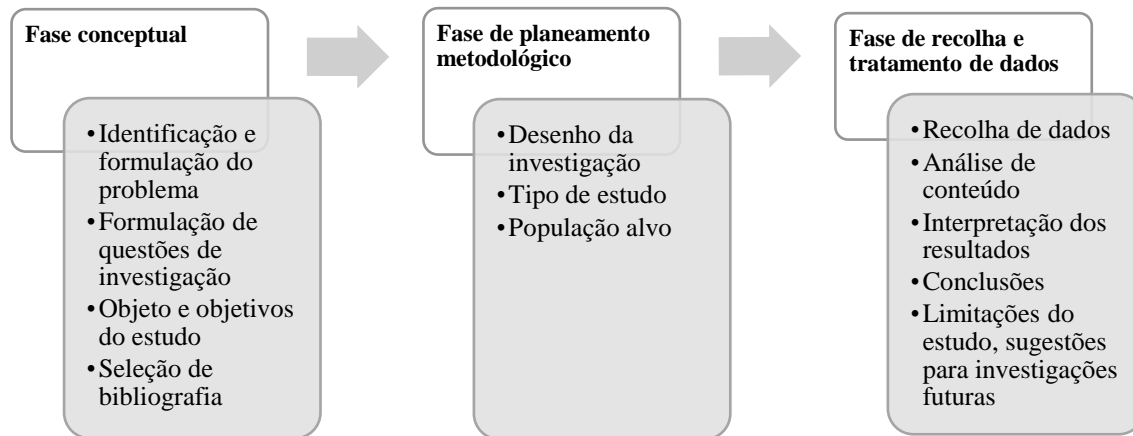 Fase conceptual
• Identificação e
formulação do
problema
• Formulação de
questões de
investigação
• Objeto e objetivos
do estudo
• Seleção de
bibliografia
Fase de planeamento
metodológico
• Desenho da
investigação
• Tipo de estudo
• População alvo
Fase de recolha e
tratamento de dados
• Recolha de dados
• Análise de
conteúdo
• Interpretação dos
resultados
• Conclusões
• Limitações do
estudo, sugestões
para investigações
futuras